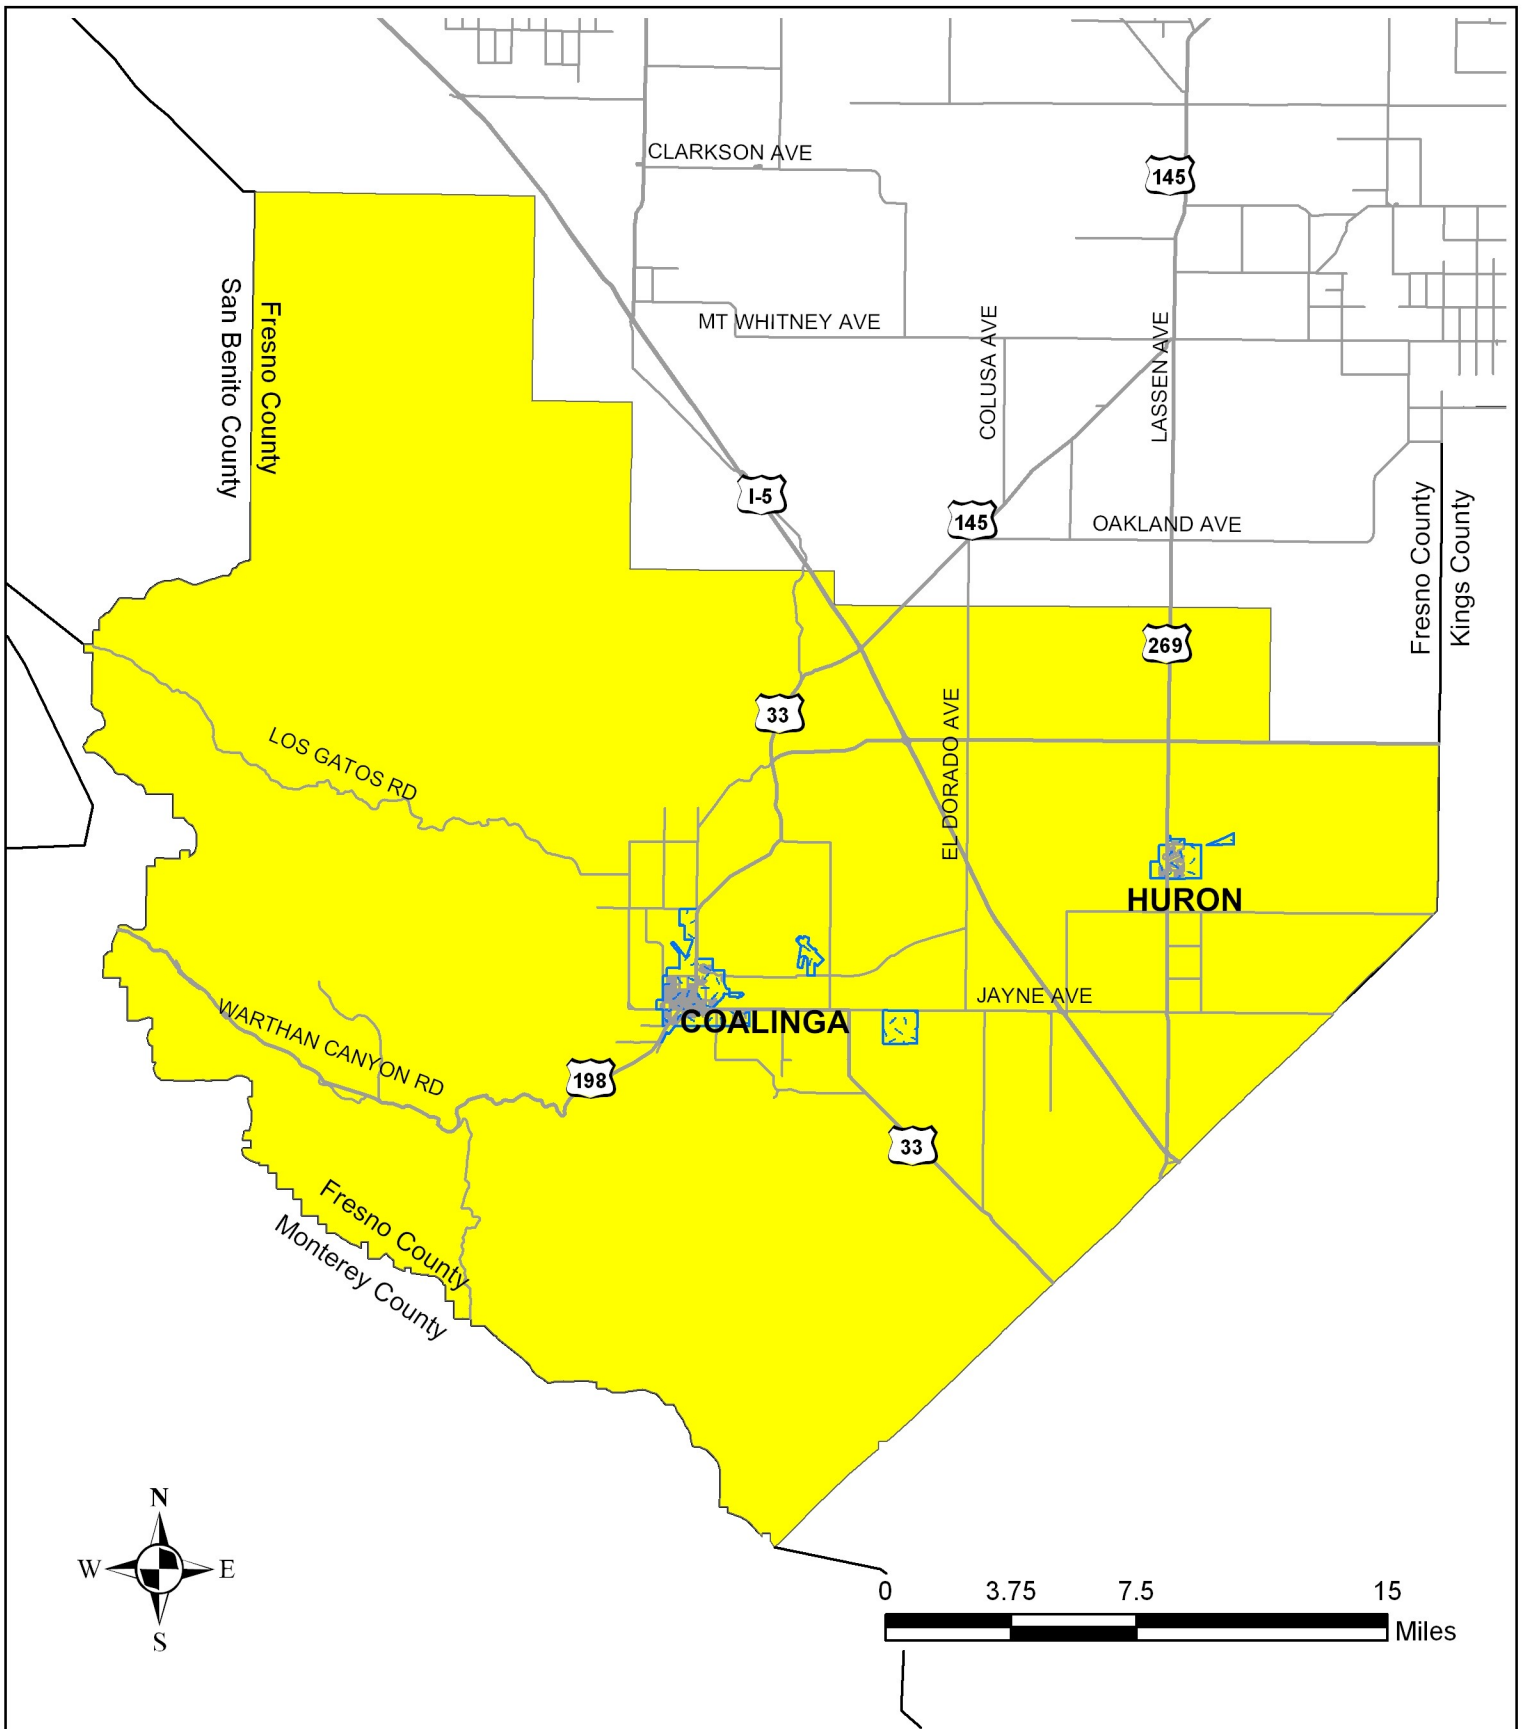 CLARKSON AVE
145
San Benito County
Fresno County
MT WHITNEY AVE
COLUSA AVE
LASSEN AVE
I-5
145
OAKLAND AVE
Fresno County
Kings County
269
33
EL DORADO AVE
LOS GATOS RD
HURON
JAYNE AVE
COALINGA
WARTHAN CANYON RD
198
33
Fresno County
Monterey County
N
W E
S
0 3.75 7.5 15
Miles